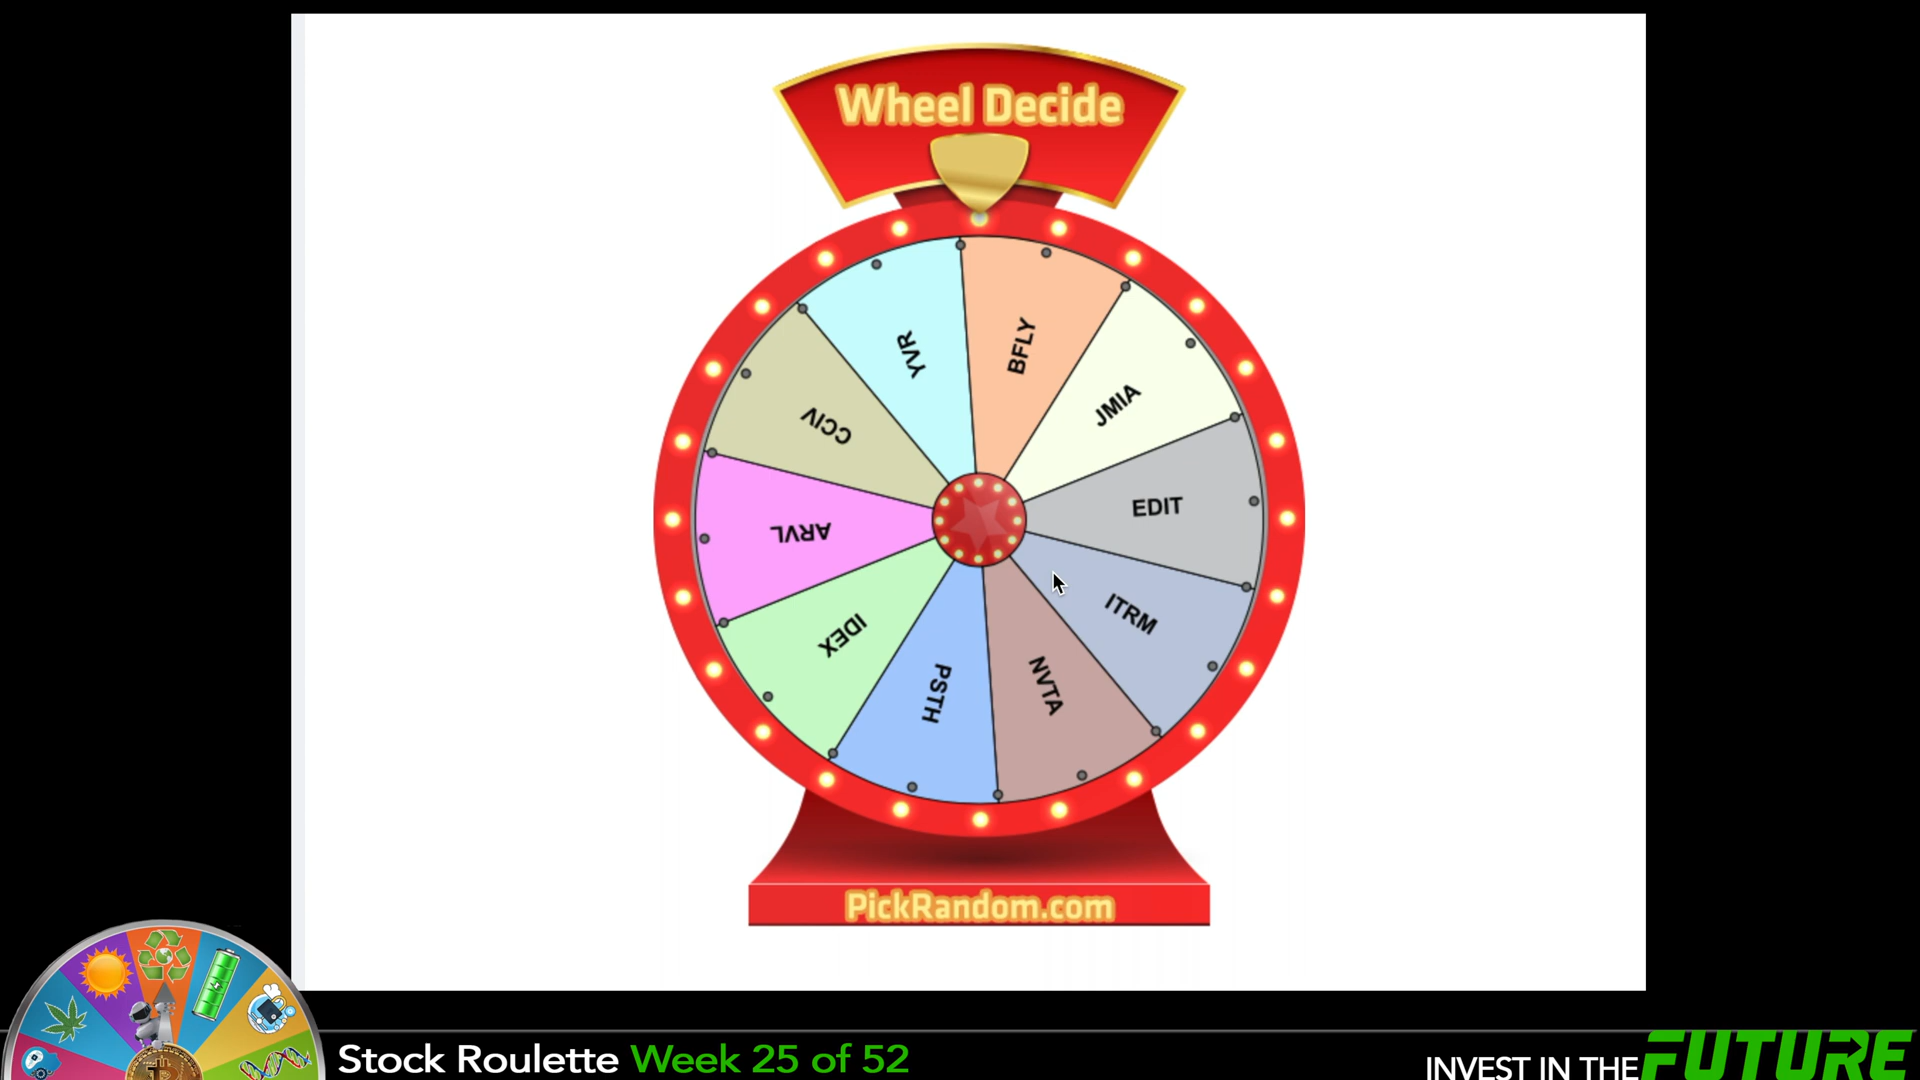 Wheel Decide
YVR
BFLY
JMIA
CCIV
EDIT
ARVL
ITRM
IDEX
NVTA
PSTH
PickRandom.com
Stock Roulette Week 25 of 52
INVEST IN THE FUTURE